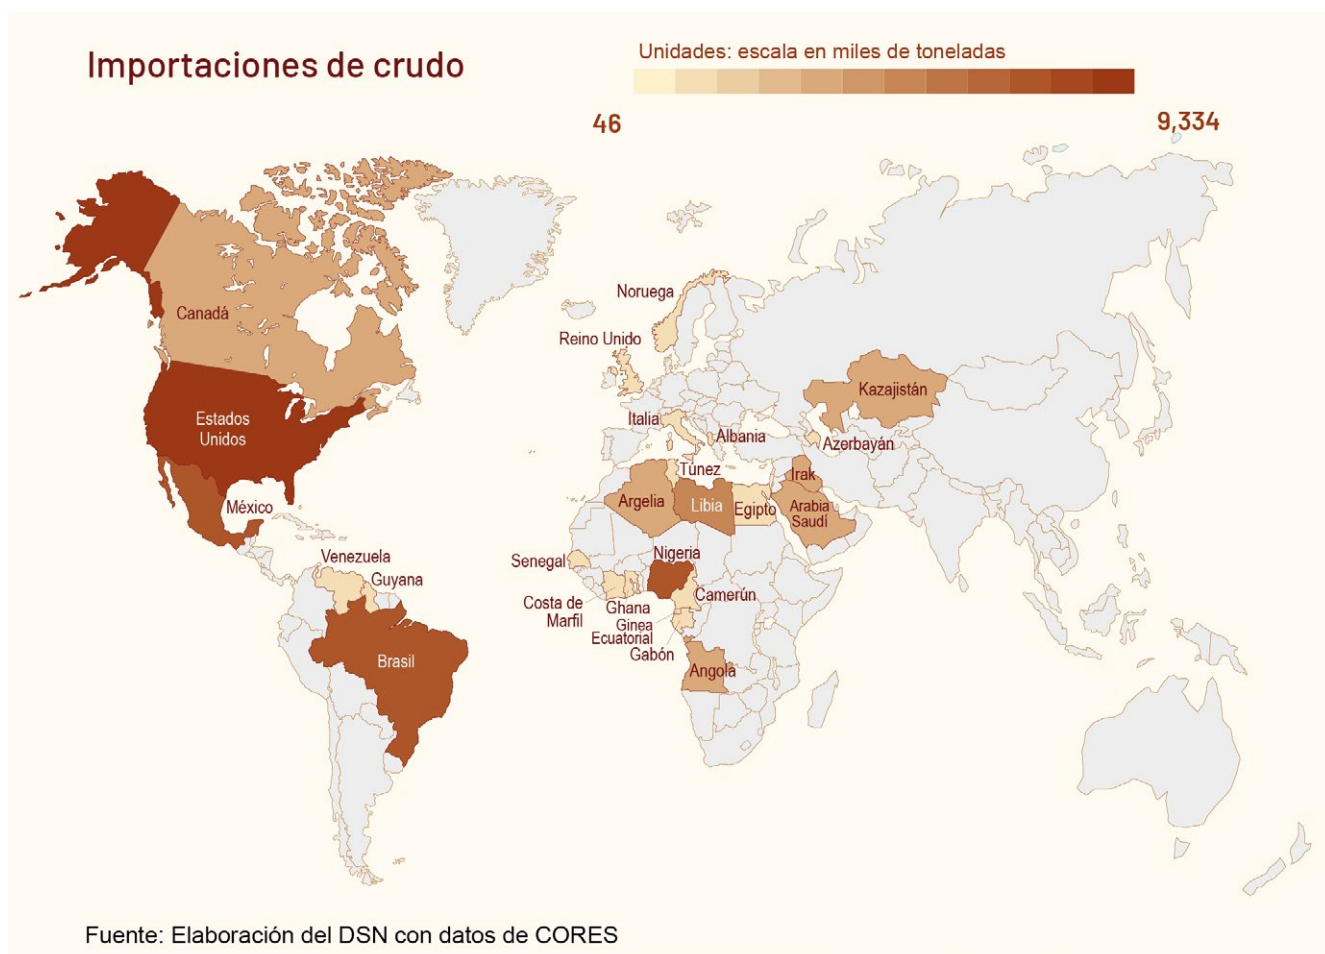 Importaciones de crudo
Unidades: escala en miles de toneladas
46
9,334
Canadá
Estados
Unidos
México
Venezuela
Guyana
Brasil
Noruega
Reino Unido
Italia
Albania
Kazajistán
Azerbayán
Túnez
Argelia
Libia
Egipto
Irak
Arabia
Saudí
Senegal
Nigeria
Costa de
Marfil
Ghana
Camerún
Ginea
Ecuatorial
Gabón
Angola
Fuente: Elaboración del DSN con datos de CORES